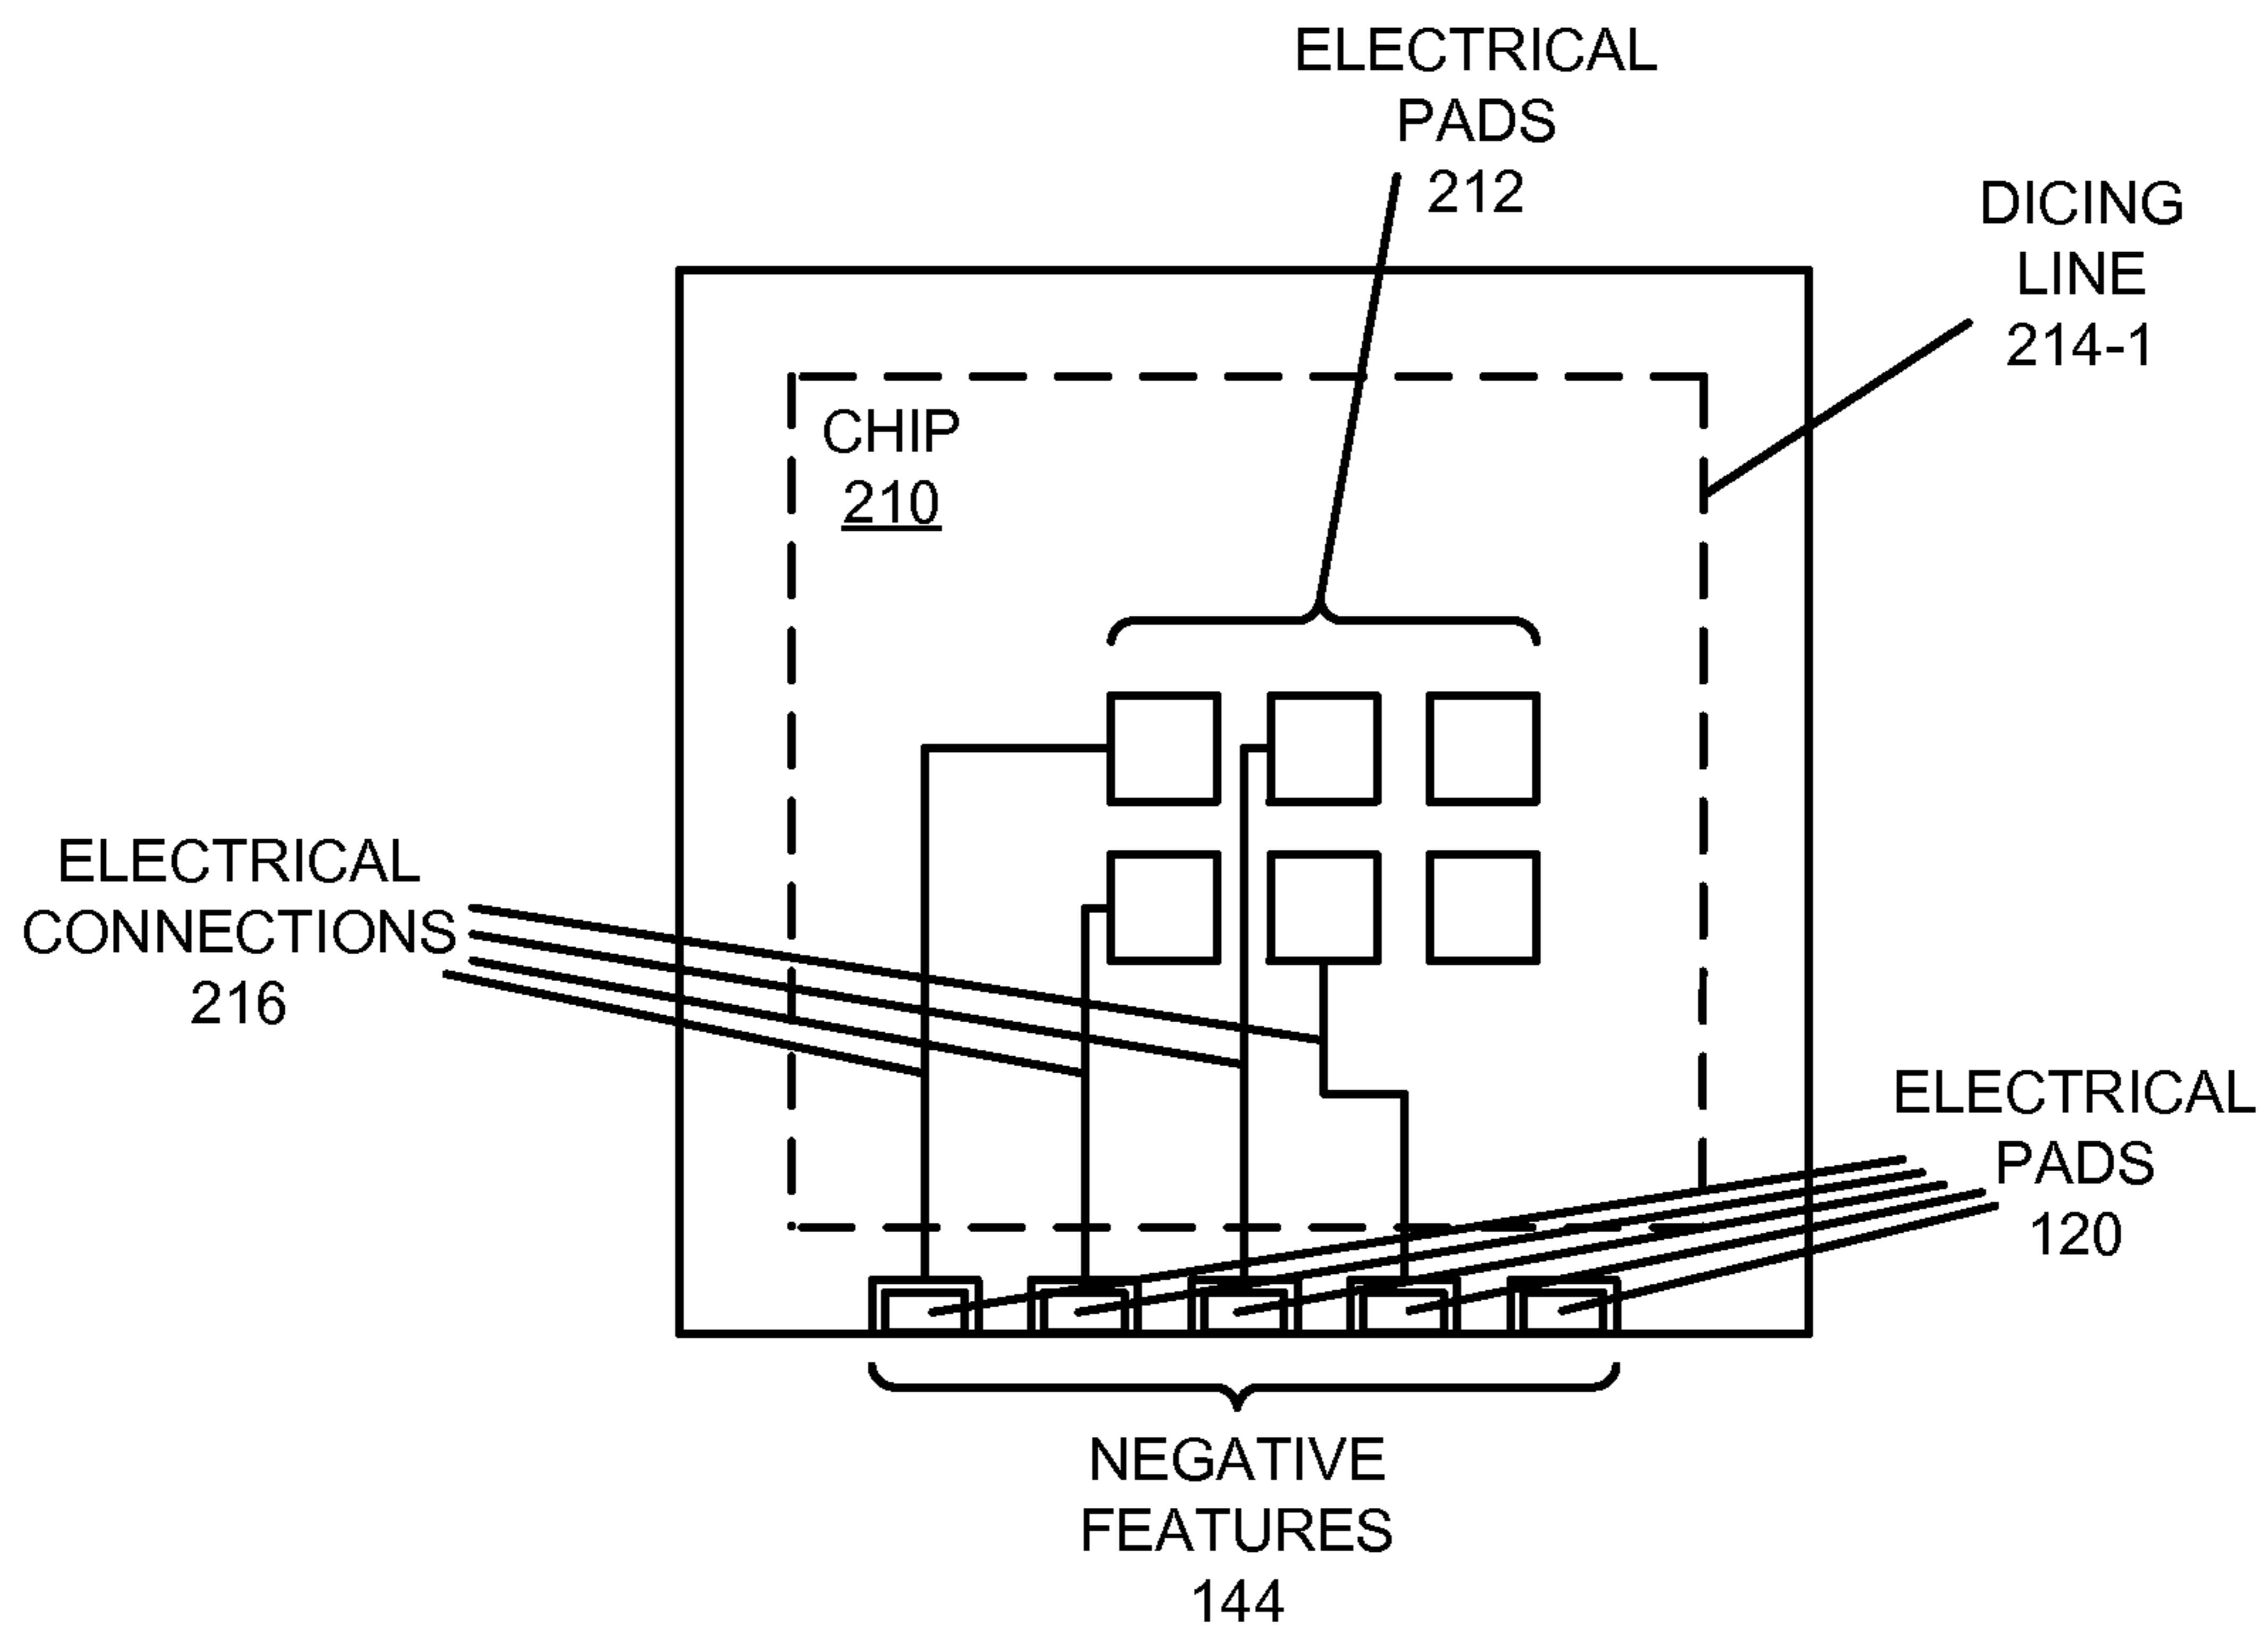 ELECTRICAL
PADS
212
DICING
LINE
214-1
CHIP
210
ELECTRICAL
CONNECTIONS
216
ELECTRICAL
PADS
120
NEGATIVE
FEATURES
144